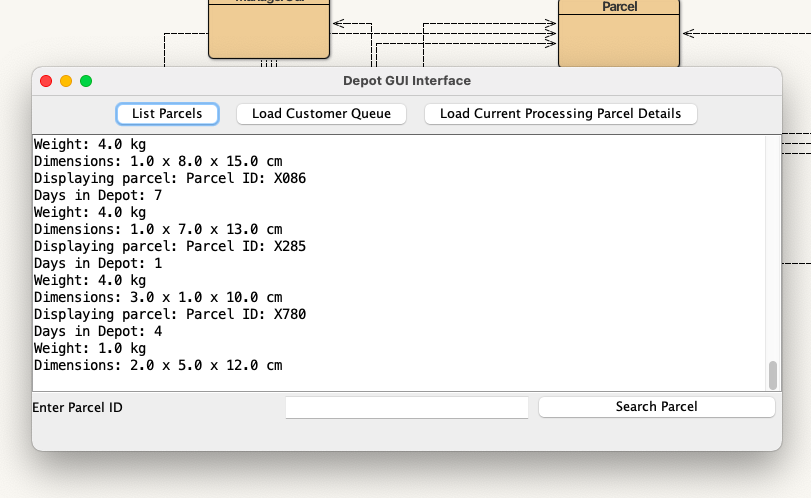 Parcel
Depot GUI Interface
List Parcels
Load Customer Queue
Load Current Processing Parcel Details
Weight: 4.0 kg
Dimensions: 1.0 x 8.0 x 15.0 cm
Displaying parcel: Parcel ID: X086
Days in Depot: 7
Weight: 4.0 kg
Dimensions: 1.0 x 7.0 x 13.0 cm
Displaying parcel: Parcel ID: X285
Days in Depot: 1
Weight: 4.0 kg
Dimensions: 3.0 x 1.0 x 10.0 cm
Displaying parcel: Parcel ID: X780
Days in Depot: 4
Weight: 1.0 kg
Dimensions: 2.0 x 5.0 x 12.0 cm
Enter Parcel ID
Search Parcel